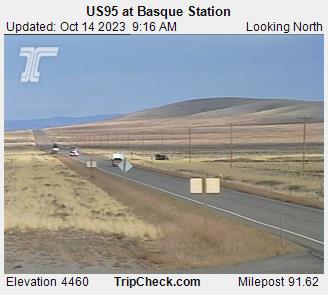 US95 at Basque Station
Updated: Oct 14 2023 9:16 AM Looking North
Elevation 4460 TripCheck.com Milepost 91.62